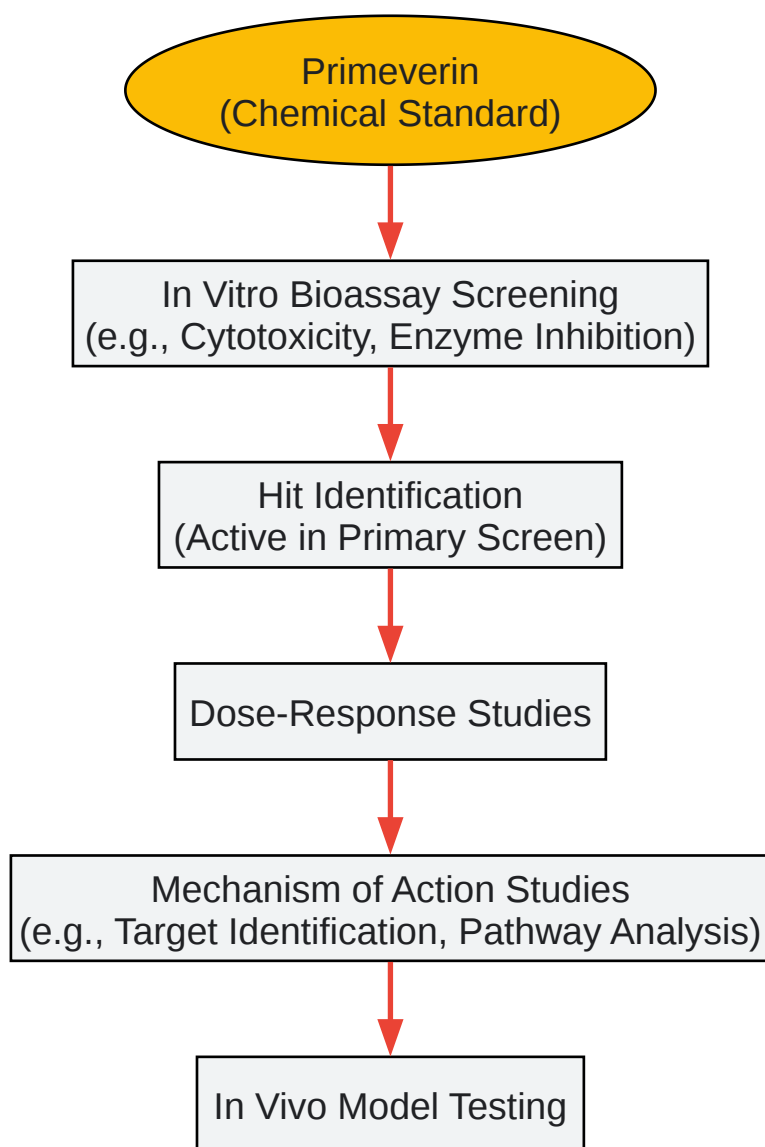 Primeverin
(Chemical Standard)
In Vitro Bioassay Screening
(e.g., Cytotoxicity, Enzyme Inhibition)
Hit Identification
(Active in Primary Screen)
Dose-Response Studies
Mechanism of Action Studies
(e.g., Target Identification, Pathway Analysis)
In Vivo Model Testing